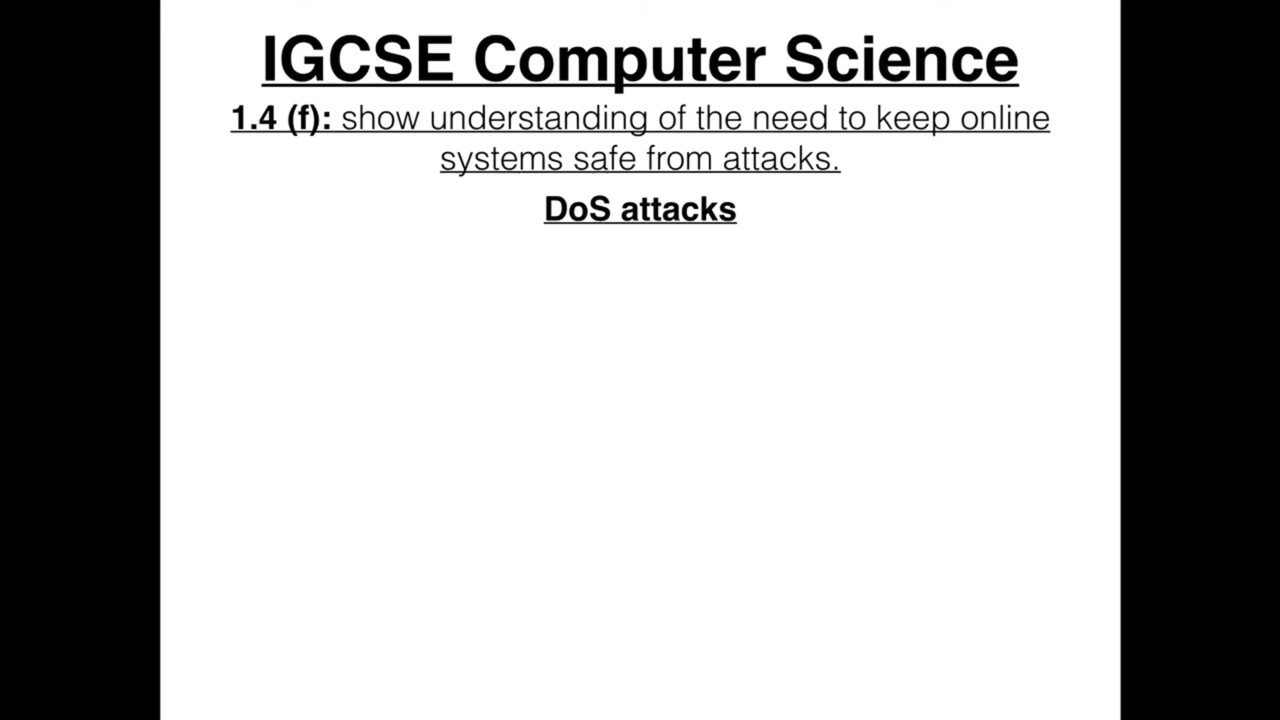 IGCSE Computer Science
1.4 (f): show understanding of the need to keep online
systems safe from attacks.
DoS attacks